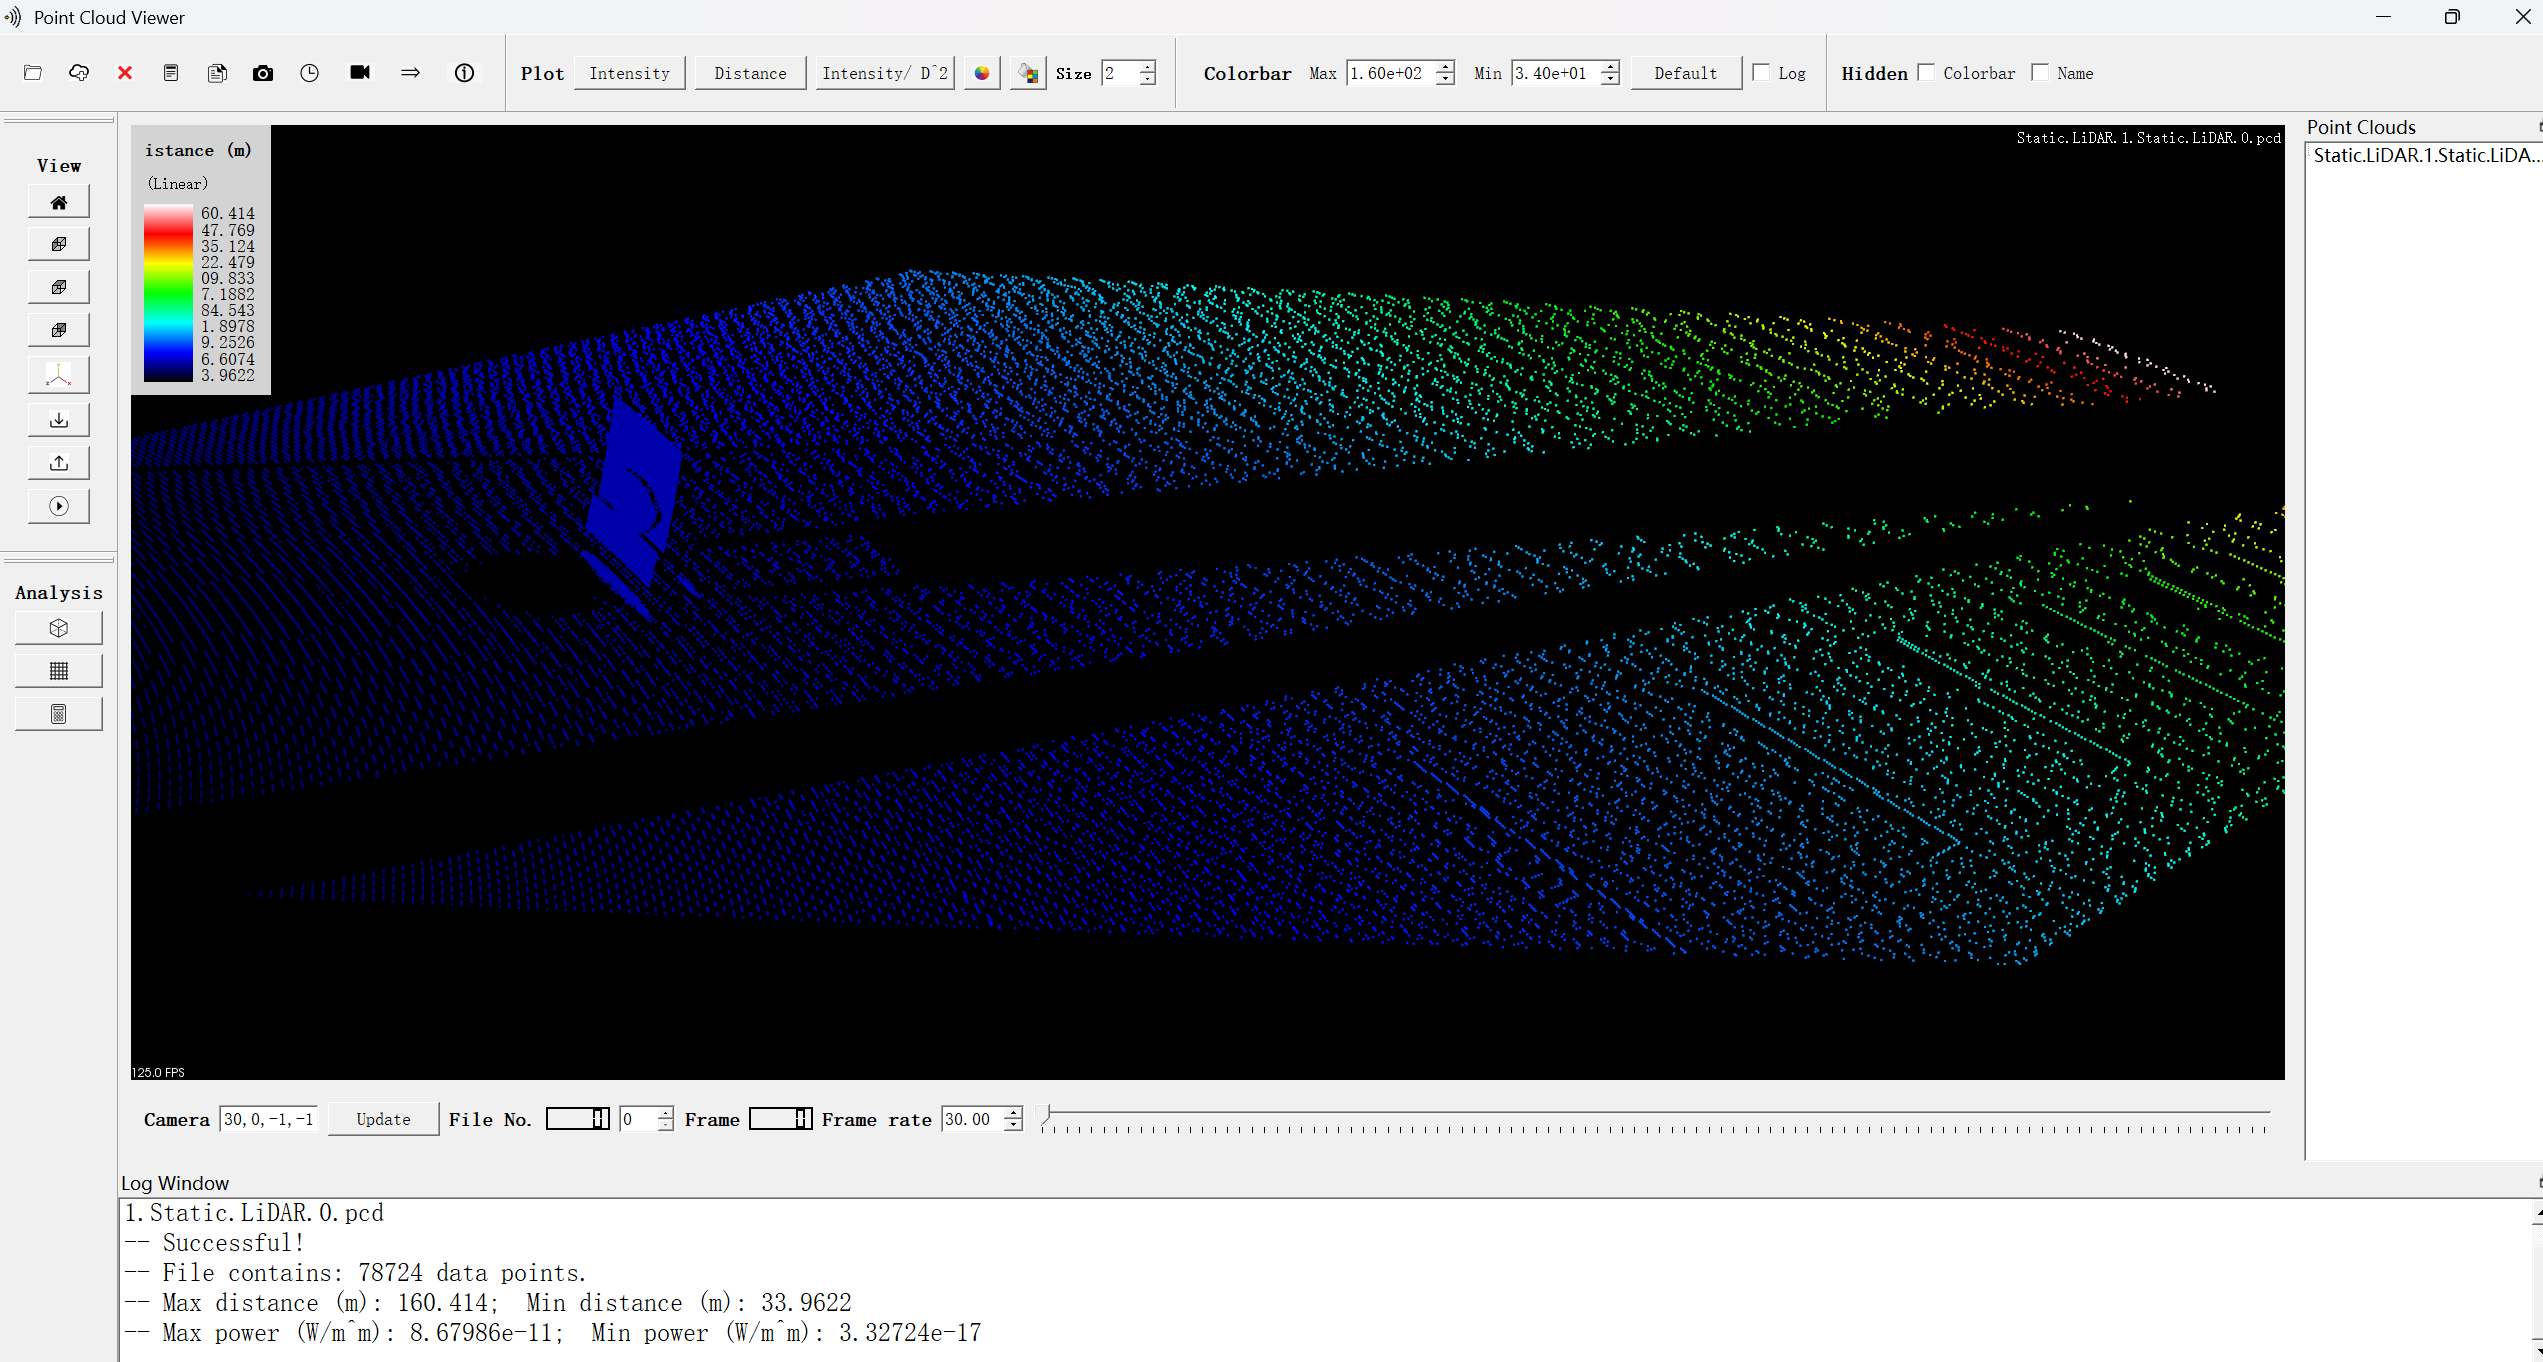 Point Cloud Viewer
Plot Intensity Distance Intensity/ D^2 Size 2 Colorbar Max 1.60e+02 Min 3.40e+01 Default Log Hidden Colorbar Name
View
Analysis
istance (m)
(Linear)
60.414
47.769
35.124
22.479
09.833
7.1882
84.543
1.8978
9.2526
6.6074
3.9622
Static.LiDAR.1.Static.LiDAR.0.pcd
125.0 FPS
Point Clouds
Static.LiDAR.1.Static.LiDA...
Camera 30,0,-1,-1 Update File No. 0 0 Frame 0 Frame rate 30.00
Log Window
1.Static.LiDAR.0.pcd
-- Successful!
-- File contains: 78724 data points.
-- Max distance (m): 160.414; Min distance (m): 33.9622
-- Max power (W/m^m): 8.67986e-11; Min power (W/m^m): 3.32724e-17